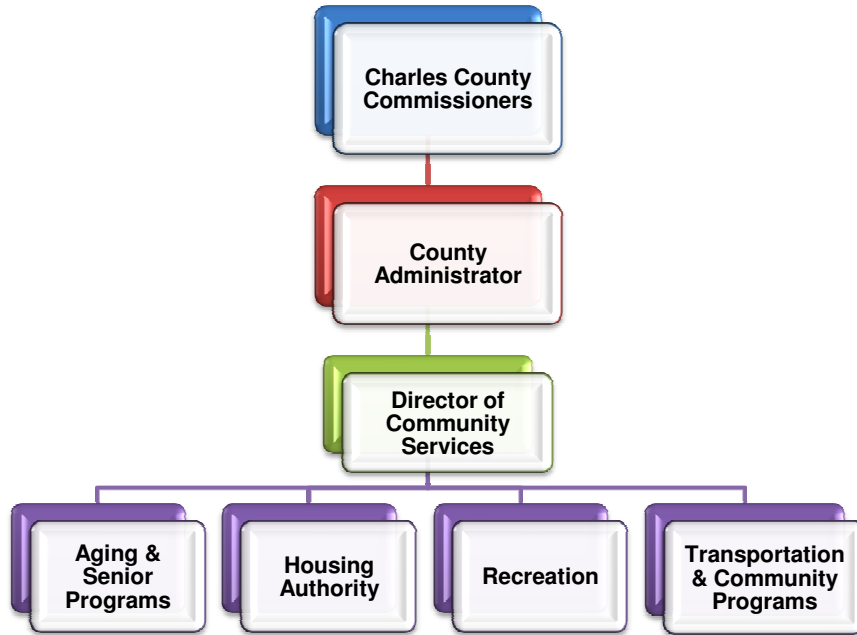 Charles County
Commissioners
County
Administrator
Director of
Community
Services
Aging &
Senior
Programs
Housing
Authority
Recreation
Transportation
& Community
Programs